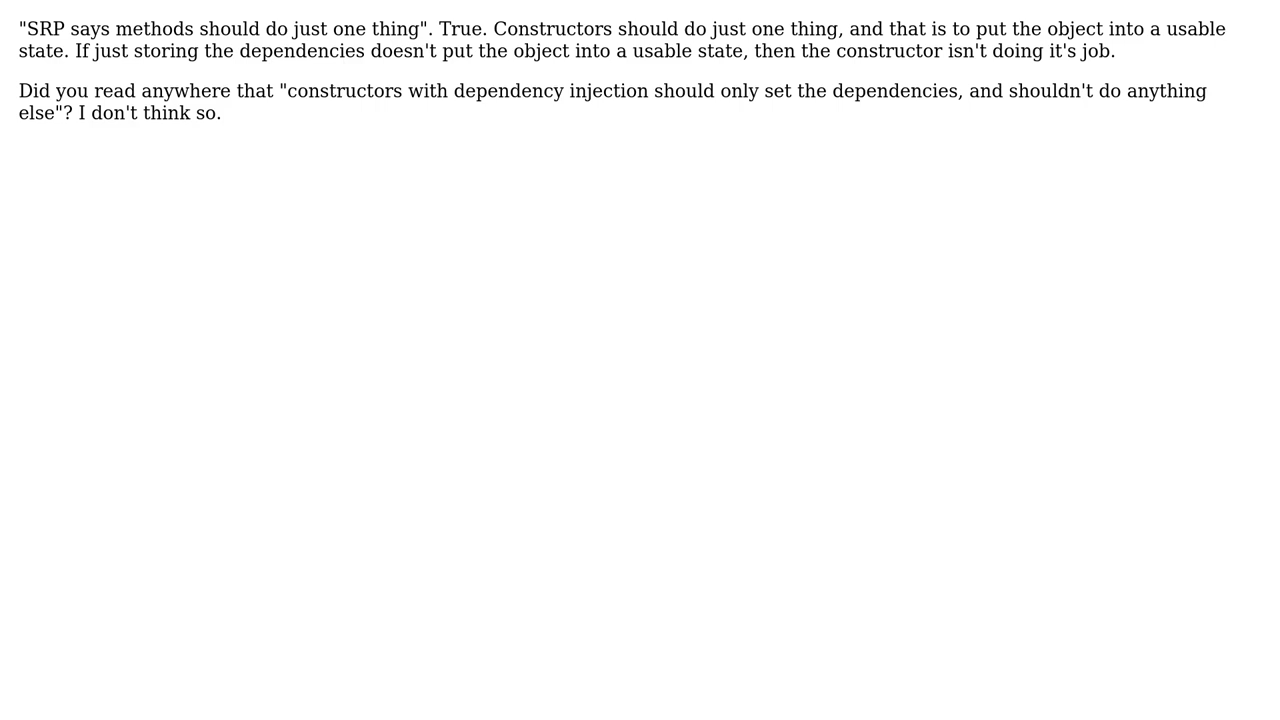 "SRP says methods should do just one thing". True. Constructors should do just one thing, and that is to put the object into a usable
state. If just storing the dependencies doesn't put the object into a usable state, then the constructor isn't doing it's job.
Did you read anywhere that "constructors with dependency injection should only set the dependencies, and shouldn't do anything
else"? I don't think so.